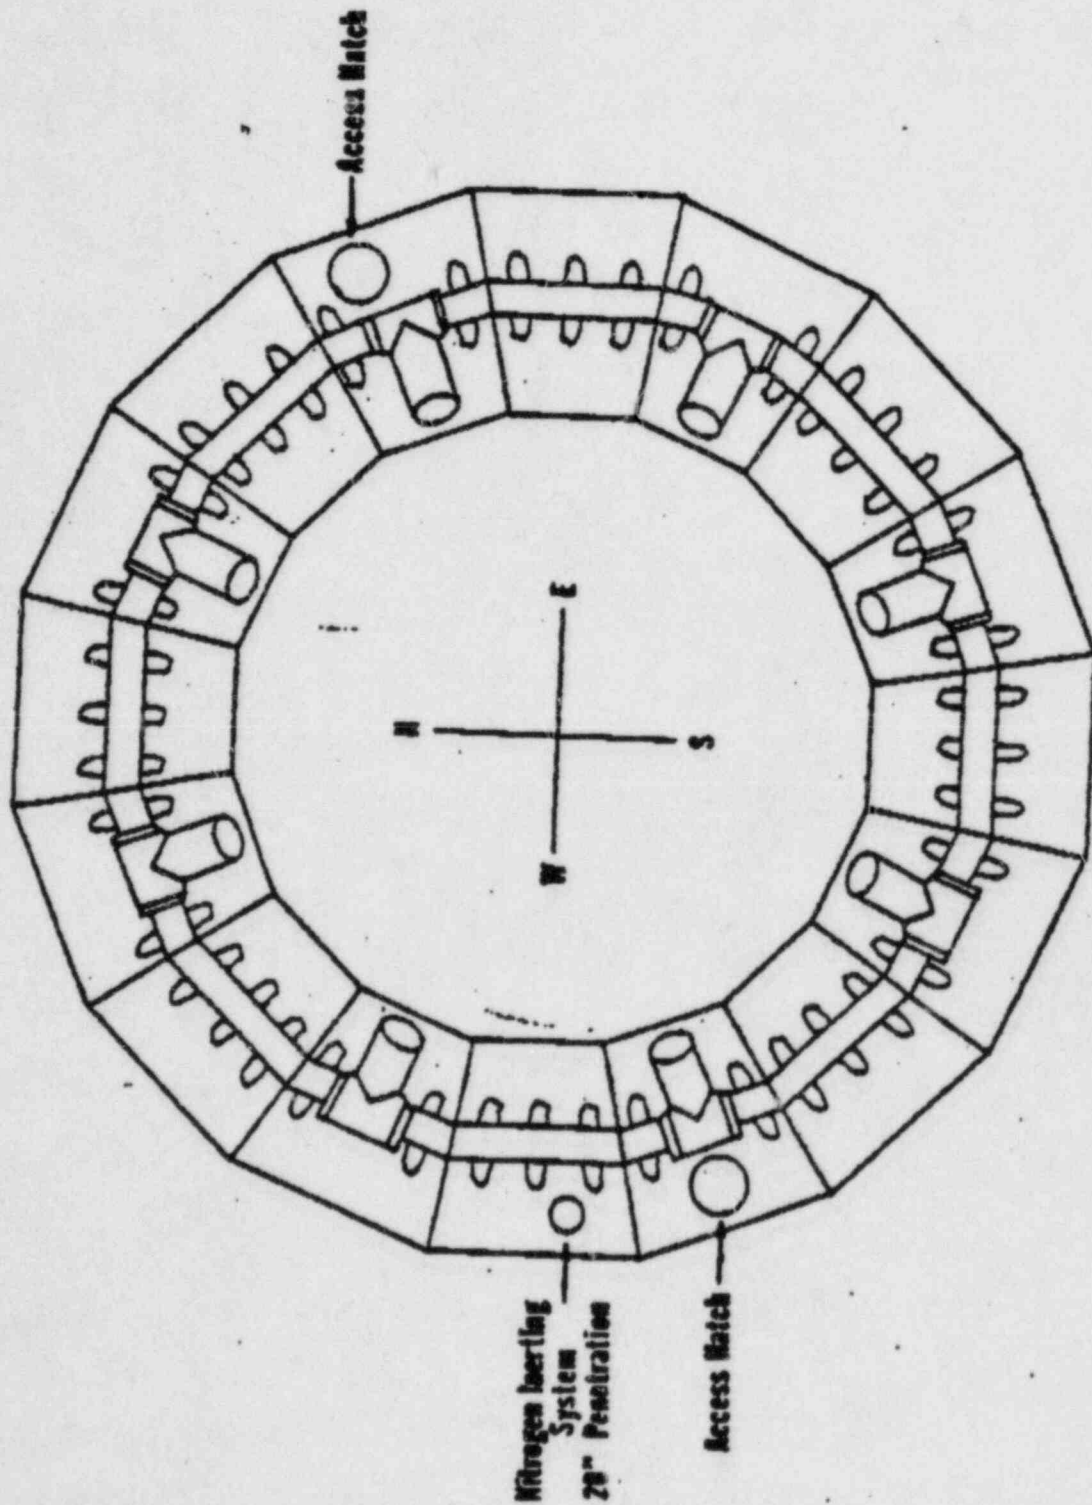 Access Hatch
N
E
W
S
Nitrogen Inerting
System
20" Penetration
Access Hatch